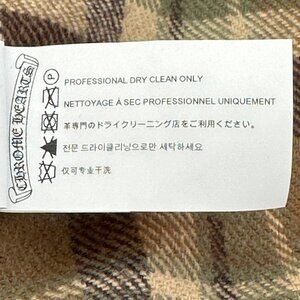 CHROME HEARTS
P
PROFESSIONAL DRY CLEAN ONLY
NETTOYAGE À SEC PROFESSIONNEL UNIQUEMENT
革専門のドライクリーニング店をご利用ください。
전문 드라이클리닝으로만 세탁하세요
仅可专业干洗